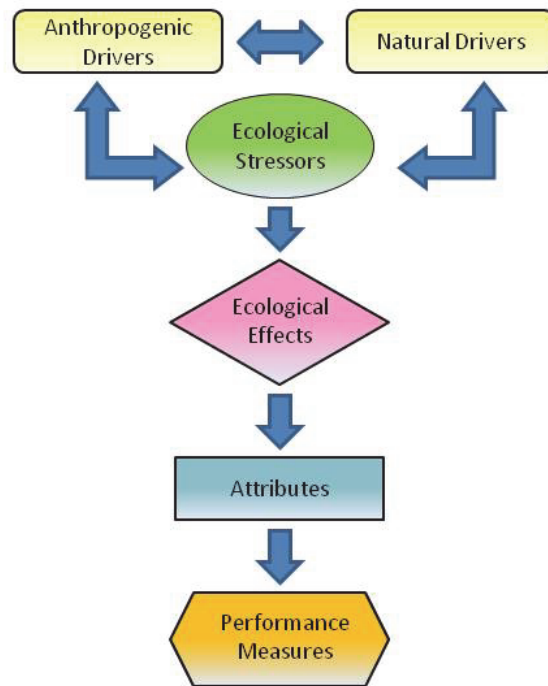 Anthropogenic
Drivers
Natural Drivers
Ecological
Stressors
Ecological
Effects
Attributes
Performance
Measures